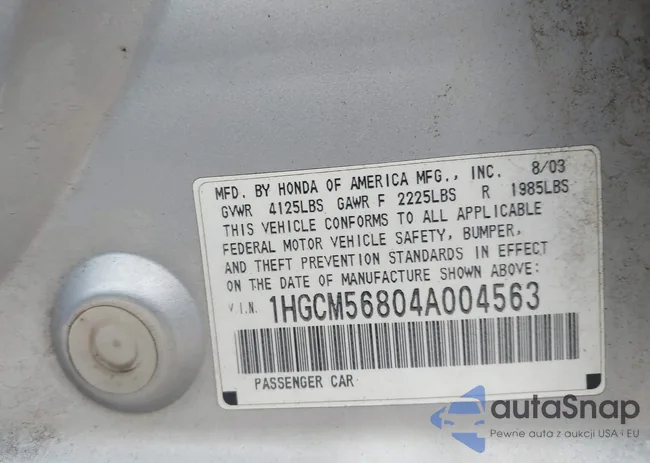 MFD. BY HONDA OF AMERICA MFG., INC. 8/03
GVWR 4125LBS GAWR F 2225LBS R 1985LBS
THIS VEHICLE CONFORMS TO ALL APPLICABLE
FEDERAL MOTOR VEHICLE SAFETY, BUMPER,
AND THEFT PREVENTION STANDARDS IN EFFECT
ON THE DATE OF MANUFACTURE SHOWN ABOVE:
V.I.N. 1HGCM56804A004563
PASSENGER CAR
autaSnap
Pewne auta z aukcji USA i EU